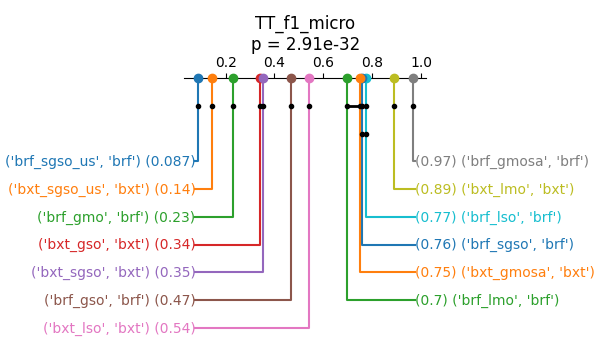 TT_f1_micro
p = 2.91e-32
0.2 0.4 0.6 0.8 1.0
('brf_sgso_us', 'brf') (0.087) (0.97) ('brf_gmosa', 'brf')
('bxt_sgso_us', 'bxt') (0.14) (0.89) ('bxt_lmo', 'bxt')
('brf_gmo', 'brf') (0.23) (0.77) ('brf_lso', 'brf')
('bxt_gso', 'bxt') (0.34) (0.76) ('brf_sgso', 'brf')
('bxt_sgso', 'bxt') (0.35) (0.75) ('bxt_gmosa', 'bxt')
('brf_gso', 'brf') (0.47) (0.7) ('brf_lmo', 'brf')
('bxt_lso', 'bxt') (0.54)